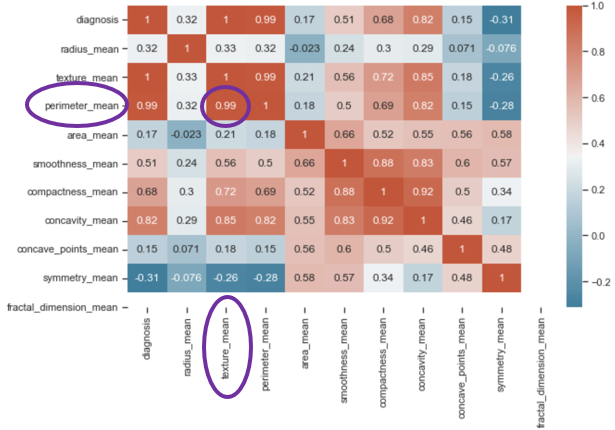 diagnosis 1 0.32 1 0.99 0.17 0.51 0.68 0.82 0.15 -0.31
radius_mean 0.32 1 0.33 0.32 -0.023 0.24 0.3 0.29 0.071 -0.076
texture_mean 1 0.33 1 0.99 0.21 0.56 0.72 0.85 0.18 -0.26
perimeter_mean 0.99 0.32 0.99 1 0.18 0.5 0.69 0.82 0.15 -0.28
area_mean 0.17 -0.023 0.21 0.18 1 0.66 0.52 0.55 0.56 0.58
smoothness_mean 0.51 0.24 0.56 0.5 0.66 1 0.88 0.83 0.6 0.57
compactness_mean 0.68 0.3 0.72 0.69 0.52 0.88 1 0.92 0.5 0.34
concavity_mean 0.82 0.29 0.85 0.82 0.55 0.83 0.92 1 0.46 0.17
concave_points_mean 0.15 0.071 0.18 0.15 0.56 0.6 0.5 0.46 1 0.48
symmetry_mean -0.31 -0.076 -0.26 -0.28 0.58 0.57 0.34 0.17 0.48 1
fractal_dimension_mean
diagnosis
radius_mean
texture_mean
perimeter_mean
area_mean
smoothness_mean
compactness_mean
concavity_mean
concave_points_mean
symmetry_mean
fractal_dimension_mean
1.0
0.8
0.6
0.4
0.2
0.0
-0.2